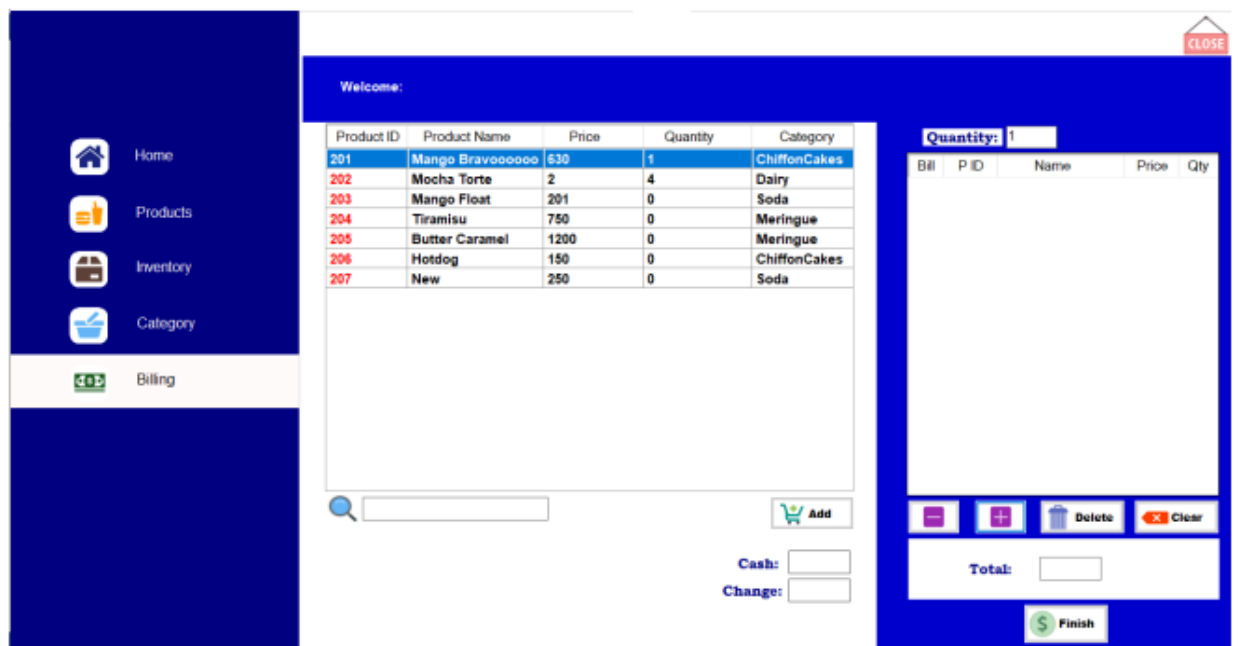 CLOSE
Welcome:
Home
Products
Inventory
Category
Billing
Product ID Product Name Price Quantity Category
201 Mango Bravoooooo 630 1 ChiffonCakes
202 Mocha Torte 2 4 Dairy
203 Mango Float 201 0 Soda
204 Tiramisu 750 0 Meringue
205 Butter Caramel 1200 0 Meringue
206 Hotdog 150 0 ChiffonCakes
207 New 250 0 Soda
Add
Cash:
Change:
Quantity: 1
Bill P ID Name Price Qty
Delete Clear
Total:
Finish